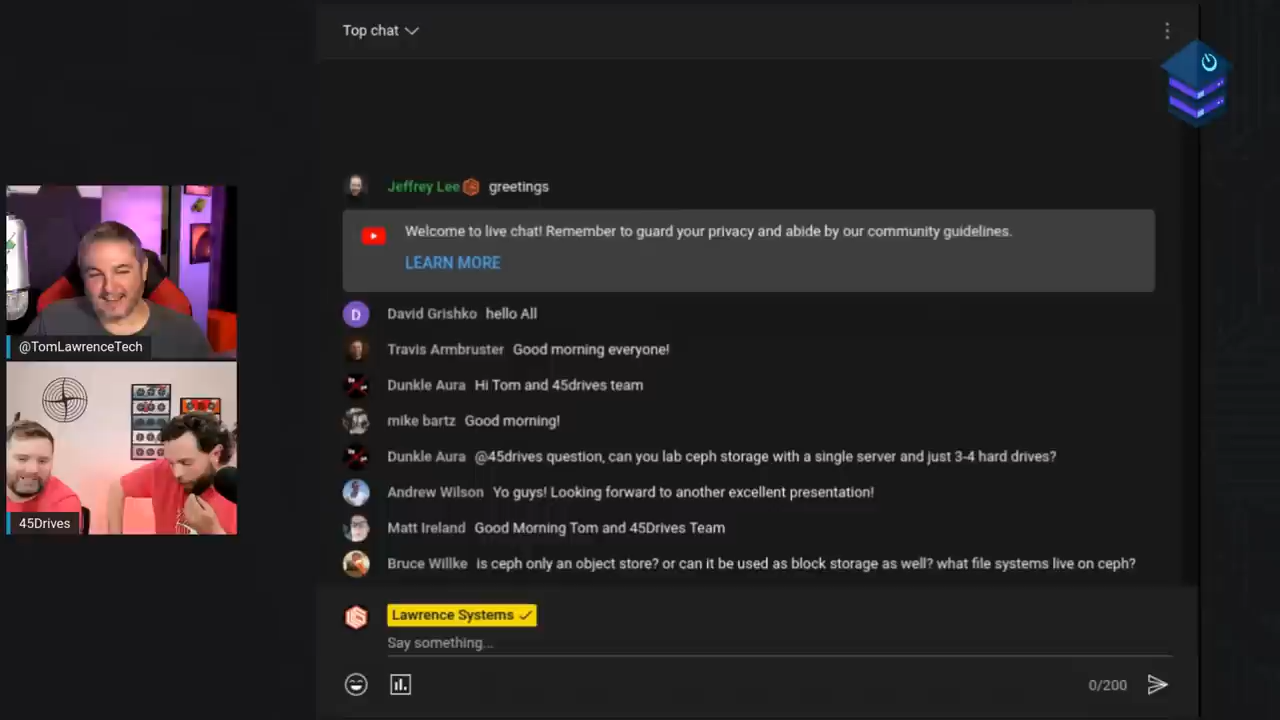 Top chat
Jeffrey Lee greetings
Welcome to live chat! Remember to guard your privacy and abide by our community guidelines.
LEARN MORE
D David Grishko hello All
Travis Armbruster Good morning everyone!
Dunkle Aura Hi Tom and 45drives team
mike bartz Good morning!
Dunkle Aura @45drives question, can you lab ceph storage with a single server and just 3-4 hard drives?
Andrew Wilson Yo guys! Looking forward to another excellent presentation!
Matt Ireland Good Morning Tom and 45Drives Team
Bruce Willke is ceph only an object store? or can it be used as block storage as well? what file systems live on ceph?
Lawrence Systems
Say something...
0/200
@TomLawrenceTech
45Drives